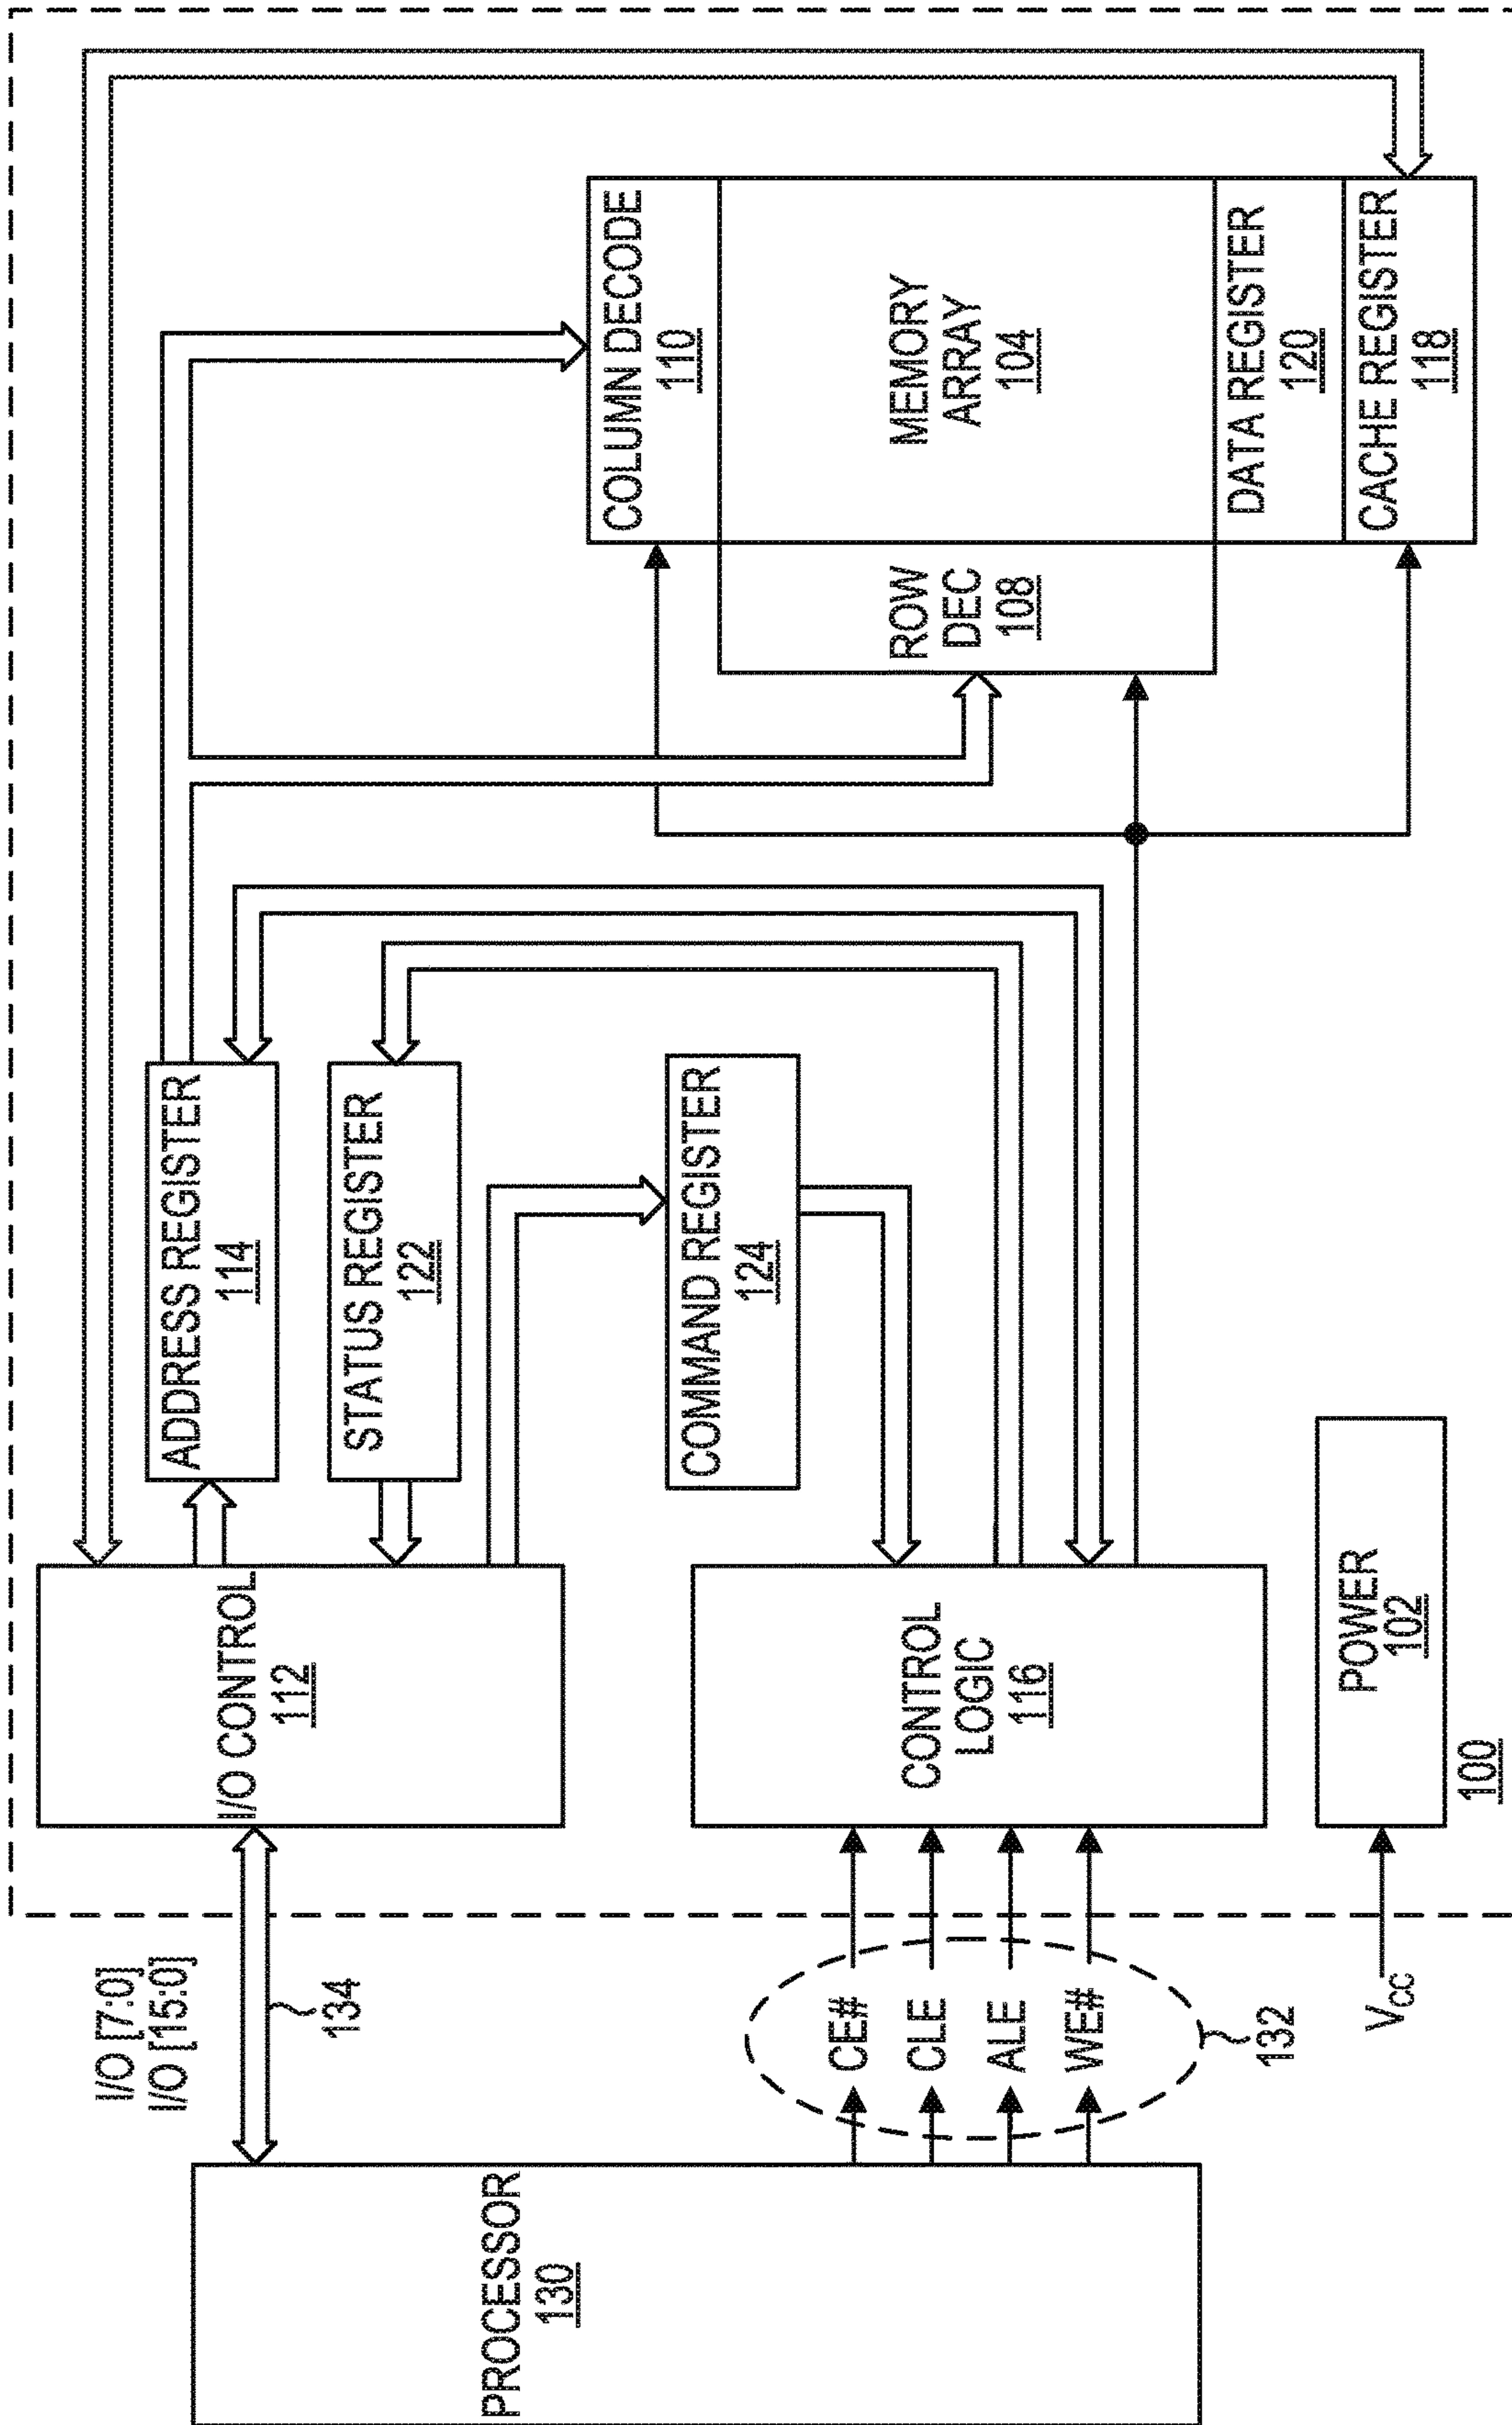 I/O [7:0]
I/O [15:0]
134
PROCESSOR
130
CE#
CLE
ALE
WE#
132
VCC
I/O CONTROL
112
CONTROL
LOGIC
116
POWER
102
100
ADDRESS REGISTER
114
STATUS REGISTER
122
COMMAND REGISTER
124
COLUMN DECODE
110
ROW
DEC
108
MEMORY
ARRAY
104
DATA REGISTER
120
CACHE REGISTER
118